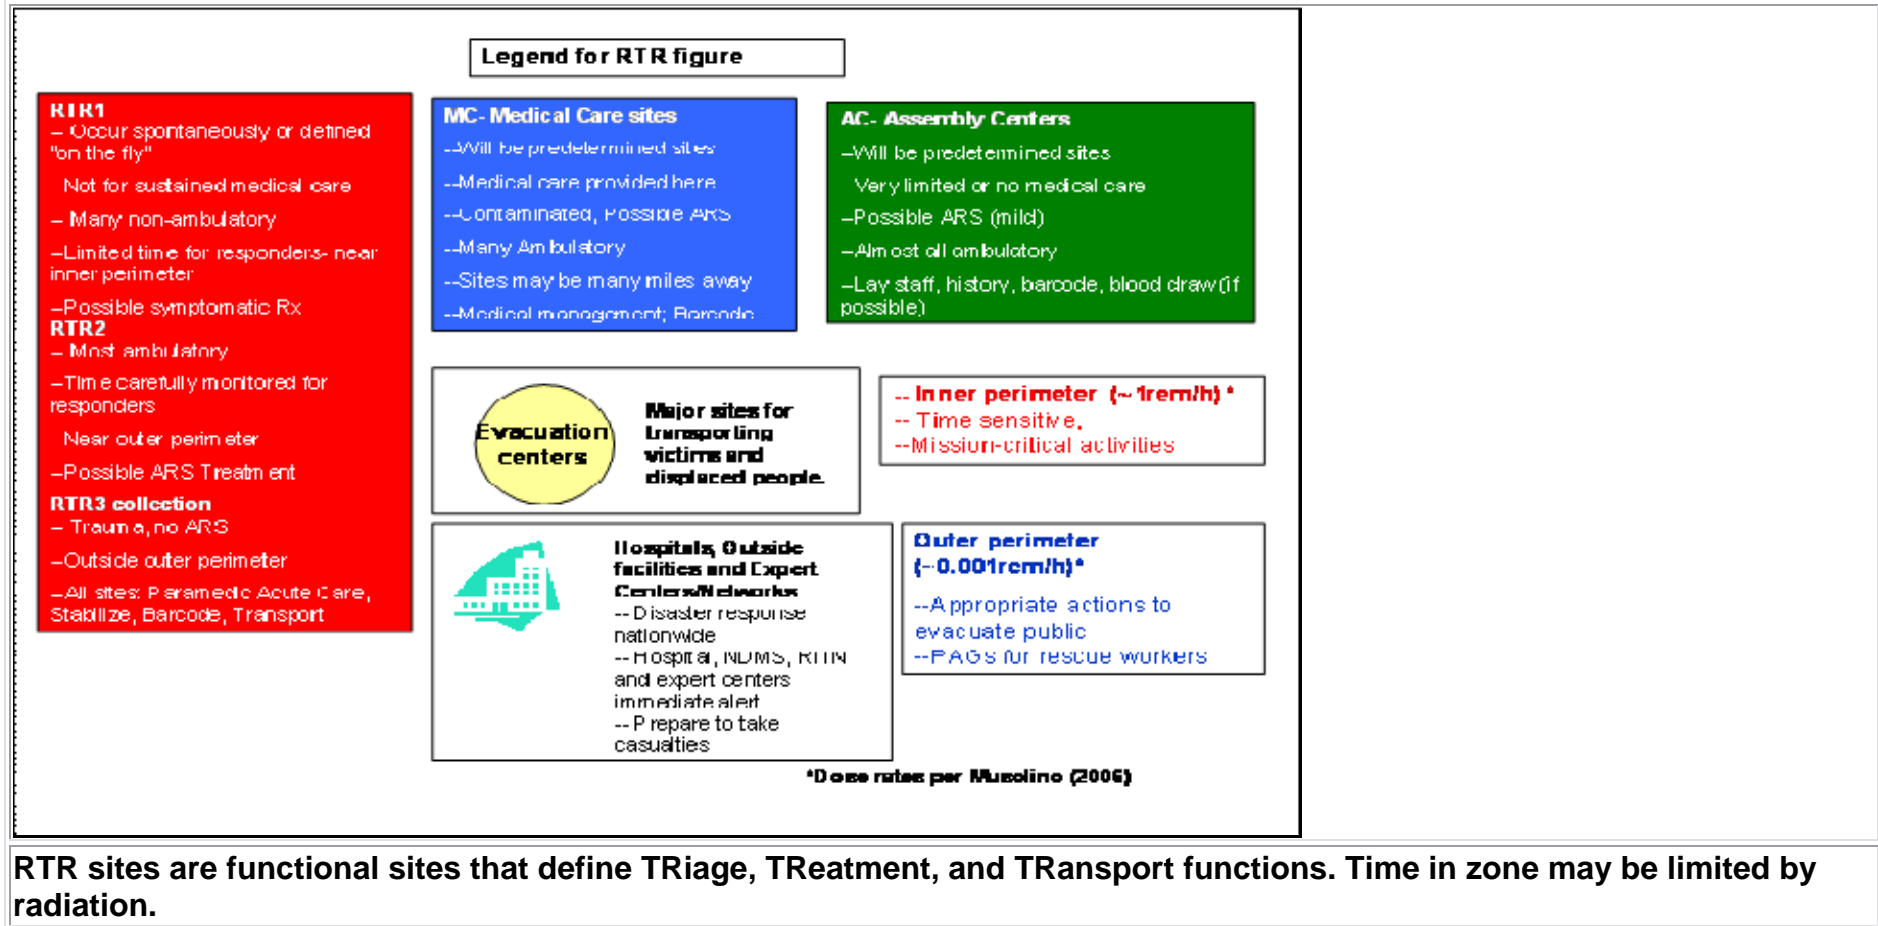 Legend for RTR figure
RTR1
– Occur spontaneously or defined
"on the fly"
Not for sustained medical care
– Many non-ambulatory
–Limited time for responders- near
inner perimeter
–Possible symptomatic Rx
RTR2
– Most ambulatory
–Time carefully monitored for
responders
Near outer perimeter
–Possible ARS Treatment
RTR3 collection
– Trauma, no ARS
–Outside outer perimeter
–All sites: Paramedic Acute Care,
Stabilize, Barcode, Transport
MC- Medical Care sites
--Will be predetermined sites
--Medical care provided here
--Contaminated, Possible ARS
--Many Ambulatory
--Sites may be many miles away
--Medical management; Barcode
AC- Assembly Centers
–Will be predetermined sites
Very limited or no medical care
–Possible ARS (mild)
–Almost all ambulatory
–Lay staff, history, barcode, blood draw (if
possible)
Evacuation
centers
Major sites for
transporting
victims and
displaced people.
-- Inner perimeter (~1rem/h) *
-- Time sensitive,
--Mission-critical activities
Hospitals, Outside
facilities and Expert
Centers/Networks
-- Disaster response
nationwide
-- Hospital, NDMS, RITN
and expert centers
immediate alert
-- Prepare to take
casualties
Outer perimeter
(~0.001rem/h)*
--Appropriate actions to
evacuate public
--PAGs for rescue workers
*Dose rates per Musolino (2006)
RTR sites are functional sites that define TRiage, TReatment, and TRansport functions. Time in zone may be limited by
radiation.